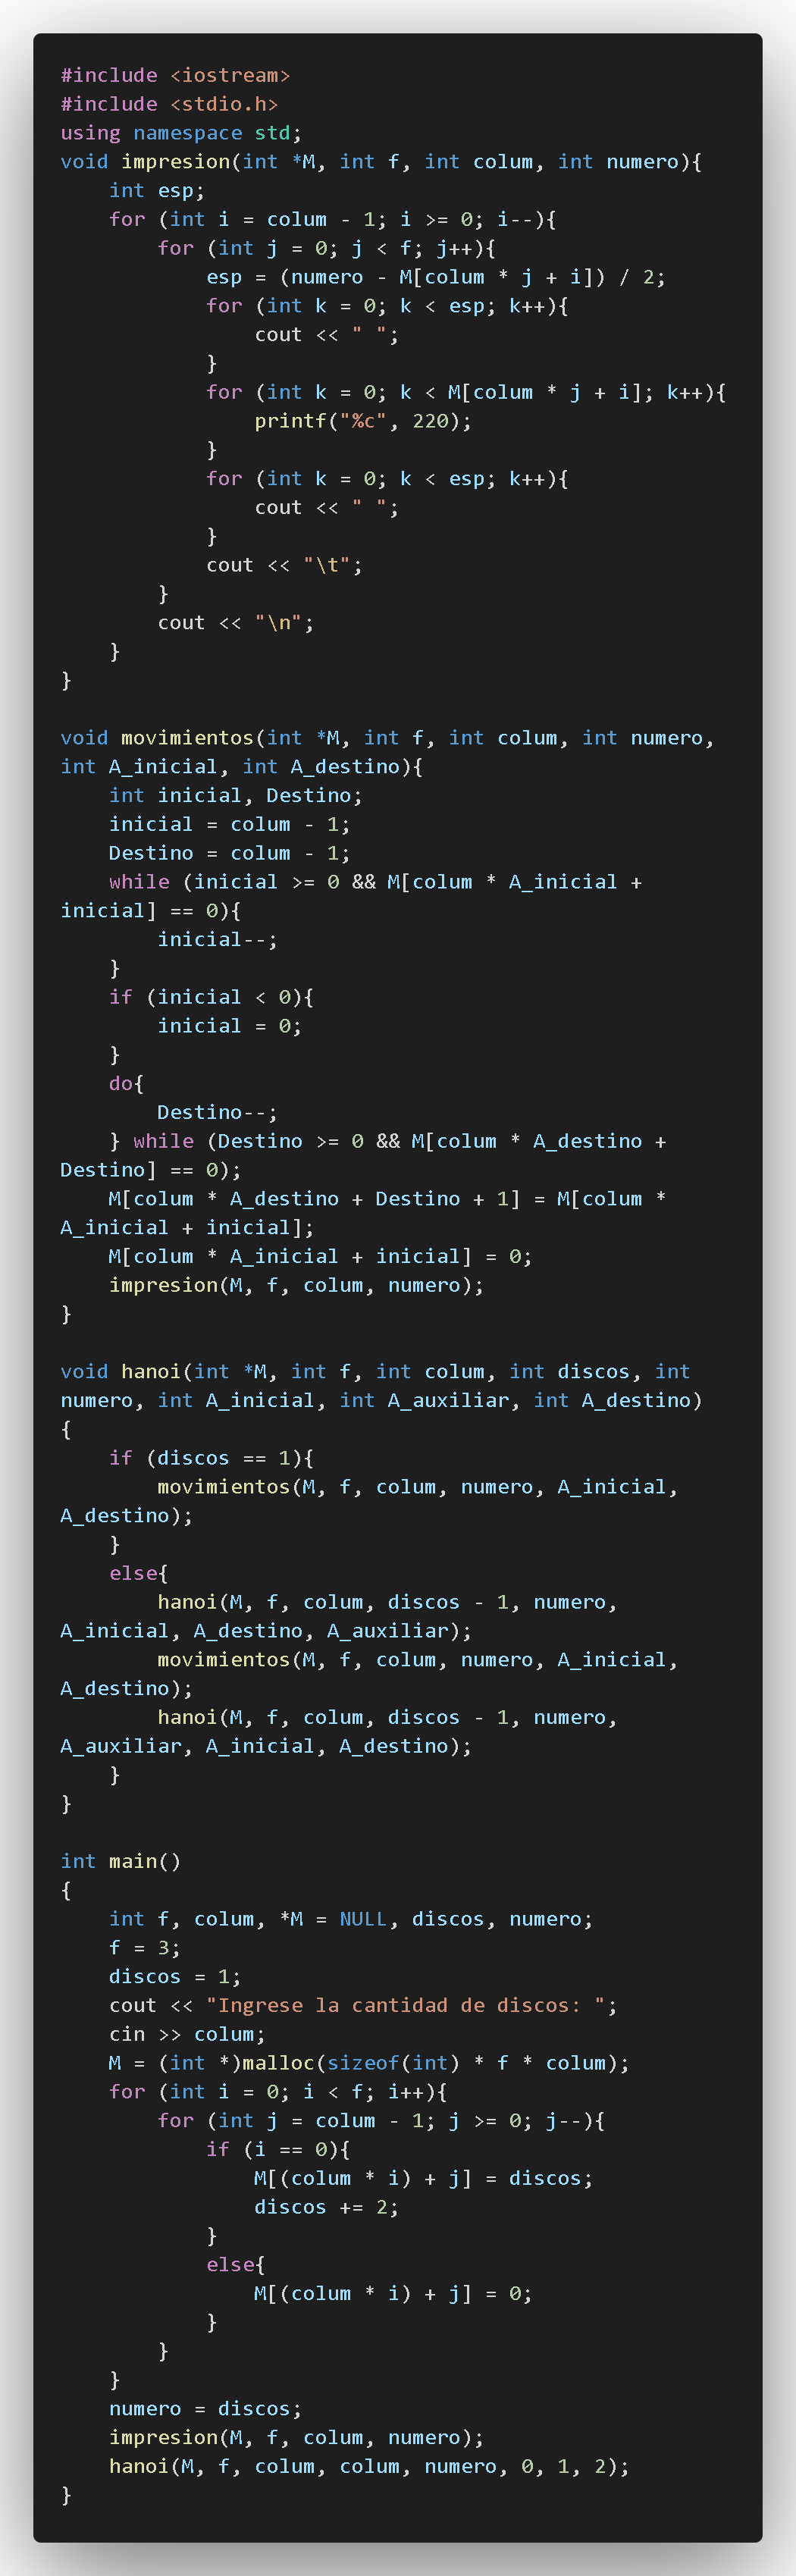 #include <iostream>
#include <stdio.h>
using namespace std;
void impresion(int *M, int f, int colum, int numero){
    int esp;
    for (int i = colum - 1; i >= 0; i--){
        for (int j = 0; j < f; j++){
            esp = (numero - M[colum * j + i]) / 2;
            for (int k = 0; k < esp; k++){
                cout << " ";
            }
            for (int k = 0; k < M[colum * j + i]; k++){
                printf("%c", 220);
            }
            for (int k = 0; k < esp; k++){
                cout << " ";
            }
            cout << "\t";
        }
        cout << "\n";
    }
}

void movimientos(int *M, int f, int colum, int numero,
int A_inicial, int A_destino){
    int inicial, Destino;
    inicial = colum - 1;
    Destino = colum - 1;
    while (inicial >= 0 && M[colum * A_inicial +
inicial] == 0){
        inicial--;
    }
    if (inicial < 0){
        inicial = 0;
    }
    do{
        Destino--;
    } while (Destino >= 0 && M[colum * A_destino +
Destino] == 0);
    M[colum * A_destino + Destino + 1] = M[colum *
A_inicial + inicial];
    M[colum * A_inicial + inicial] = 0;
    impresion(M, f, colum, numero);
}

void hanoi(int *M, int f, int colum, int discos, int
numero, int A_inicial, int A_auxiliar, int A_destino)
{
    if (discos == 1){
        movimientos(M, f, colum, numero, A_inicial,
A_destino);
    }
    else{
        hanoi(M, f, colum, discos - 1, numero,
A_inicial, A_destino, A_auxiliar);
        movimientos(M, f, colum, numero, A_inicial,
A_destino);
        hanoi(M, f, colum, discos - 1, numero,
A_auxiliar, A_inicial, A_destino);
    }
}

int main()
{
    int f, colum, *M = NULL, discos, numero;
    f = 3;
    discos = 1;
    cout << "Ingrese la cantidad de discos: ";
    cin >> colum;
    M = (int *)malloc(sizeof(int) * f * colum);
    for (int i = 0; i < f; i++){
        for (int j = colum - 1; j >= 0; j--){
            if (i == 0){
                M[(colum * i) + j] = discos;
                discos += 2;
            }
            else{
                M[(colum * i) + j] = 0;
            }
        }
    }
    numero = discos;
    impresion(M, f, colum, numero);
    hanoi(M, f, colum, colum, numero, 0, 1, 2);
}